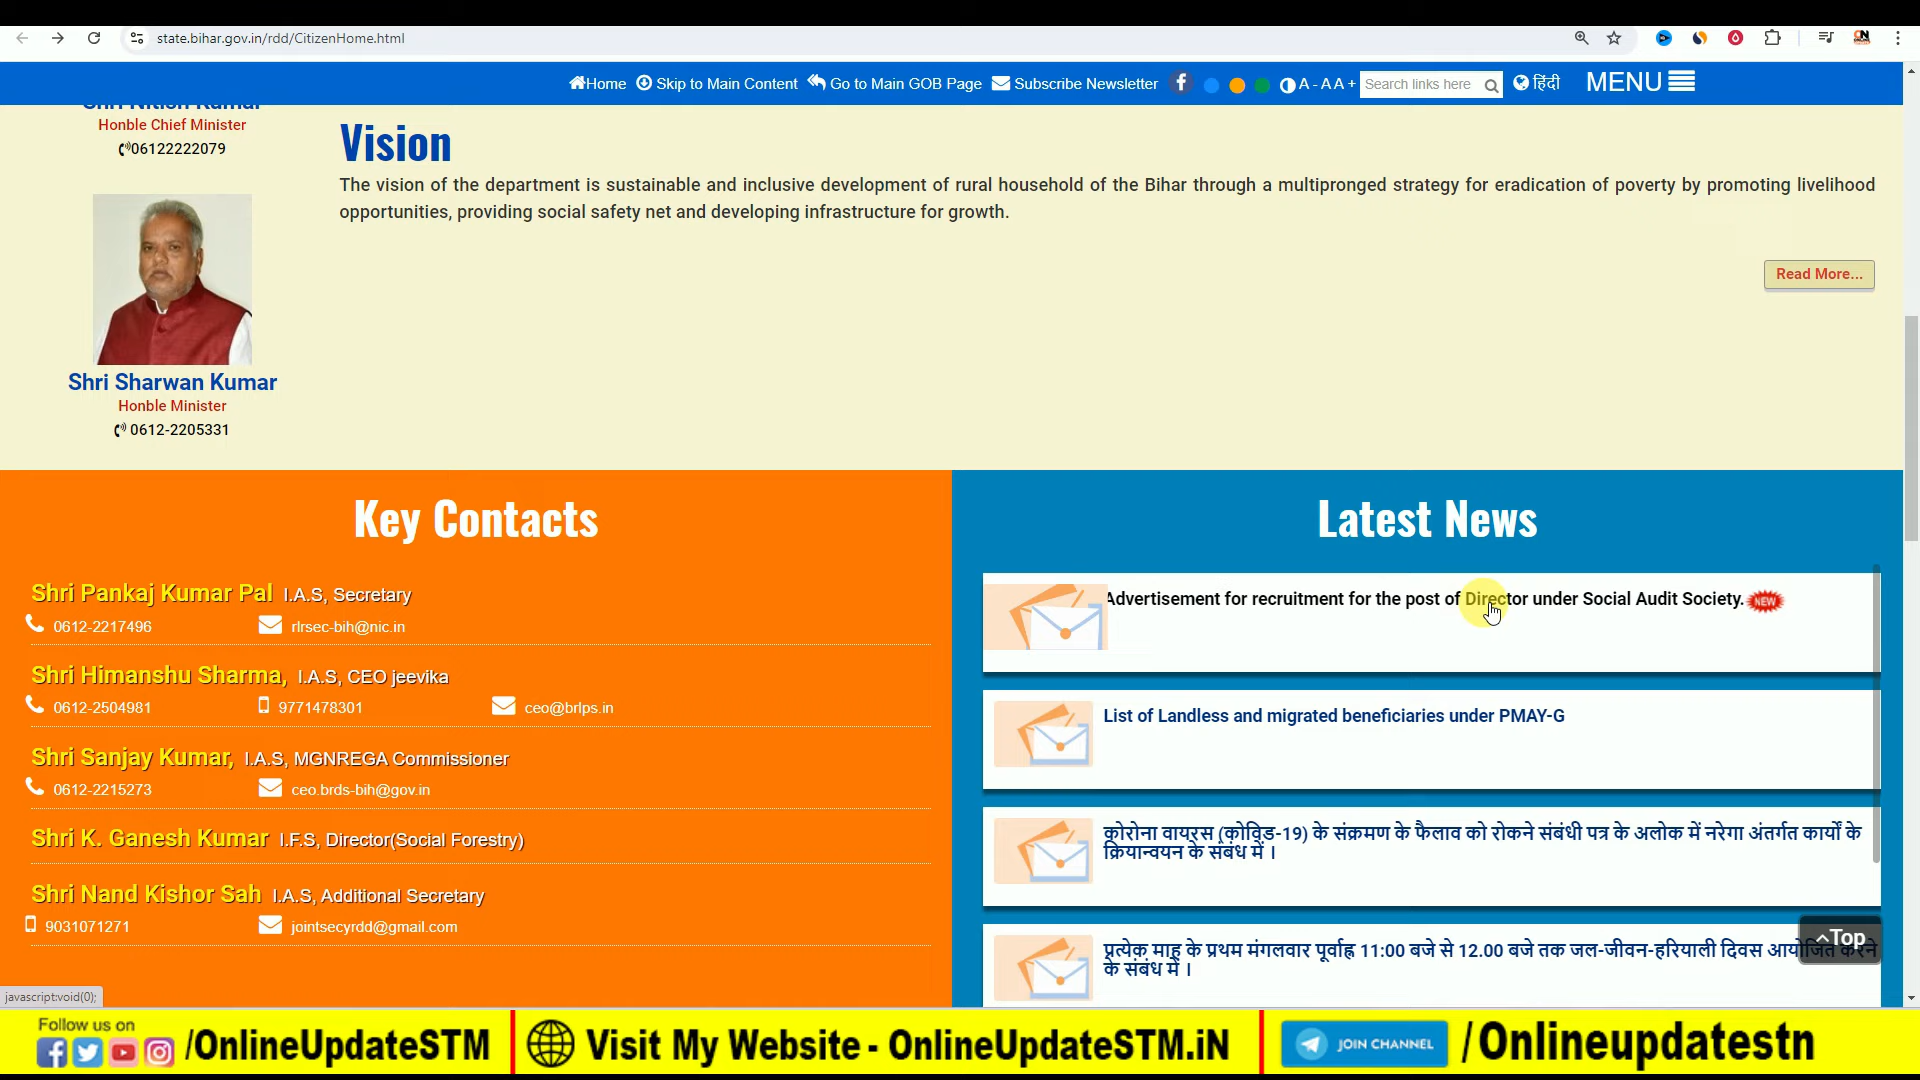 state.bihar.gov.in/rdd/CitizenHome.html
Home Skip to Main Content Go to Main GOB Page Subscribe Newsletter A - A A + Search links here हिंदी MENU
Shri Nitish Kumar
Honble Chief Minister
06122222079
Shri Sharwan Kumar
Honble Minister
0612-2205331
Vision
The vision of the department is sustainable and inclusive development of rural household of the Bihar through a multipronged strategy for eradication of poverty by promoting livelihood
opportunities, providing social safety net and developing infrastructure for growth.
Read More...
Key Contacts
Shri Pankaj Kumar Pal I.A.S, Secretary
0612-2217496 rlrsec-bih@nic.in
Shri Himanshu Sharma, I.A.S, CEO jeevika
0612-2504981 9771478301 ceo@brlps.in
Shri Sanjay Kumar, I.A.S, MGNREGA Commissioner
0612-2215273 ceo.brds-bih@gov.in
Shri K. Ganesh Kumar I.F.S, Director(Social Forestry)
Shri Nand Kishor Sah I.A.S, Additional Secretary
9031071271 jointsecyrdd@gmail.com
Latest News
Advertisement for recruitment for the post of Director under Social Audit Society. NEW
List of Landless and migrated beneficiaries under PMAY-G
कोरोना वायरस (कोविड-19) के संक्रमण के फैलाव को रोकने संबंधी पत्र के अलोक में नरेगा अंतर्गत कार्यों के
क्रियान्वयन के संबंध में ।
प्रत्येक माह के प्रथम मंगलवार पूर्वाह्न 11:00 बजे से 12.00 बजे तक जल-जीवन-हरियाली दिवस आयोजित करने
के संबंध में ।
Top
javascript:void(0);
Follow us on
/OnlineUpdateSTM
Visit My Website - OnlineUpdateSTM.iN
JOIN CHANNEL
/Onlineupdatestn